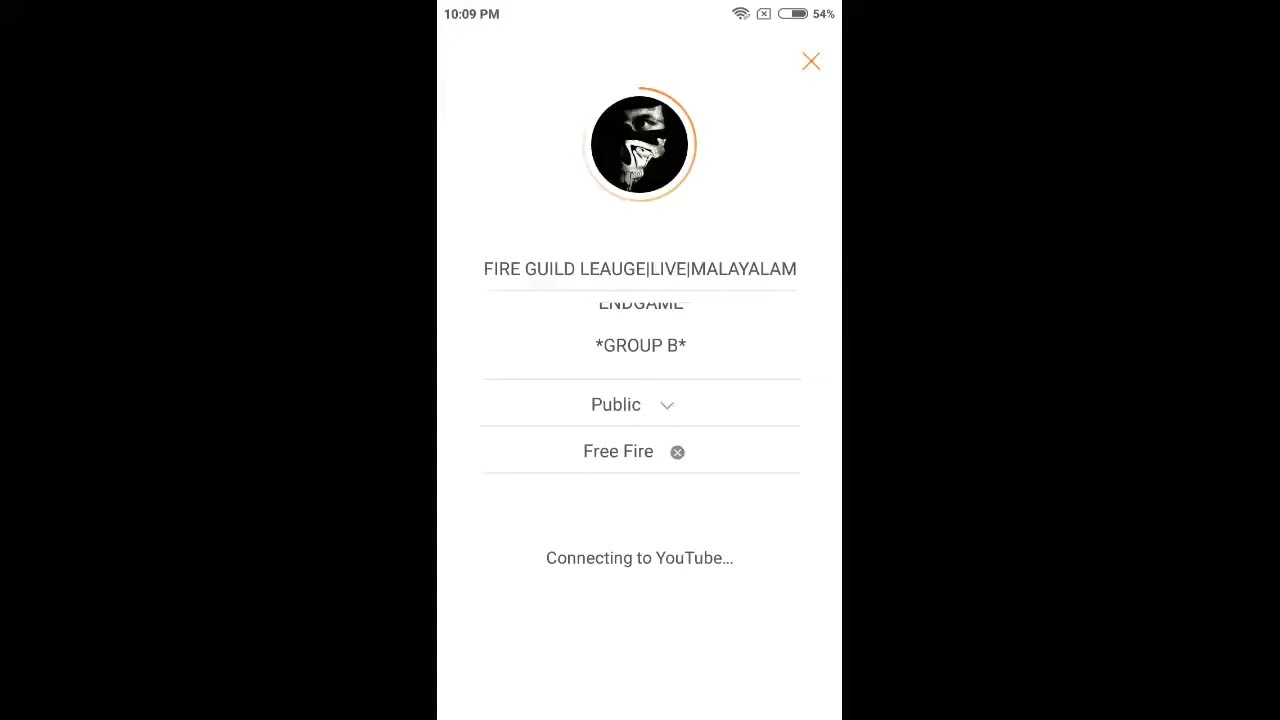 10:09 PM
54%
FIRE GUILD LEAUGE|LIVE|MALAYALAM
ENDGAME
*GROUP B*
Public
Free Fire
Connecting to YouTube...